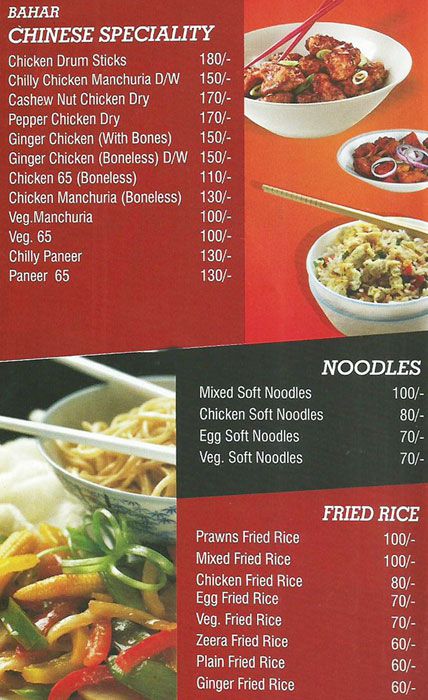 BAHAR
CHINESE SPECIALITY
Chicken Drum Sticks 180/-
Chilly Chicken Manchuria D/W 150/-
Cashew Nut Chicken Dry 170/-
Pepper Chicken Dry 170/-
Ginger Chicken (With Bones) 150/-
Ginger Chicken (Boneless) D/W 150/-
Chicken 65 (Boneless) 110/-
Chicken Manchuria (Boneless) 130/-
Veg.Manchuria 100/-
Veg. 65 100/-
Chilly Paneer 130/-
Paneer 65 130/-
NOODLES
Mixed Soft Noodles 100/-
Chicken Soft Noodles 80/-
Egg Soft Noodles 70/-
Veg. Soft Noodles 70/-
FRIED RICE
Prawns Fried Rice 100/-
Mixed Fried Rice 100/-
Chicken Fried Rice 80/-
Egg Fried Rice 70/-
Veg. Fried Rice 70/-
Zeera Fried Rice 60/-
Plain Fried Rice 60/-
Ginger Fried Rice 60/-